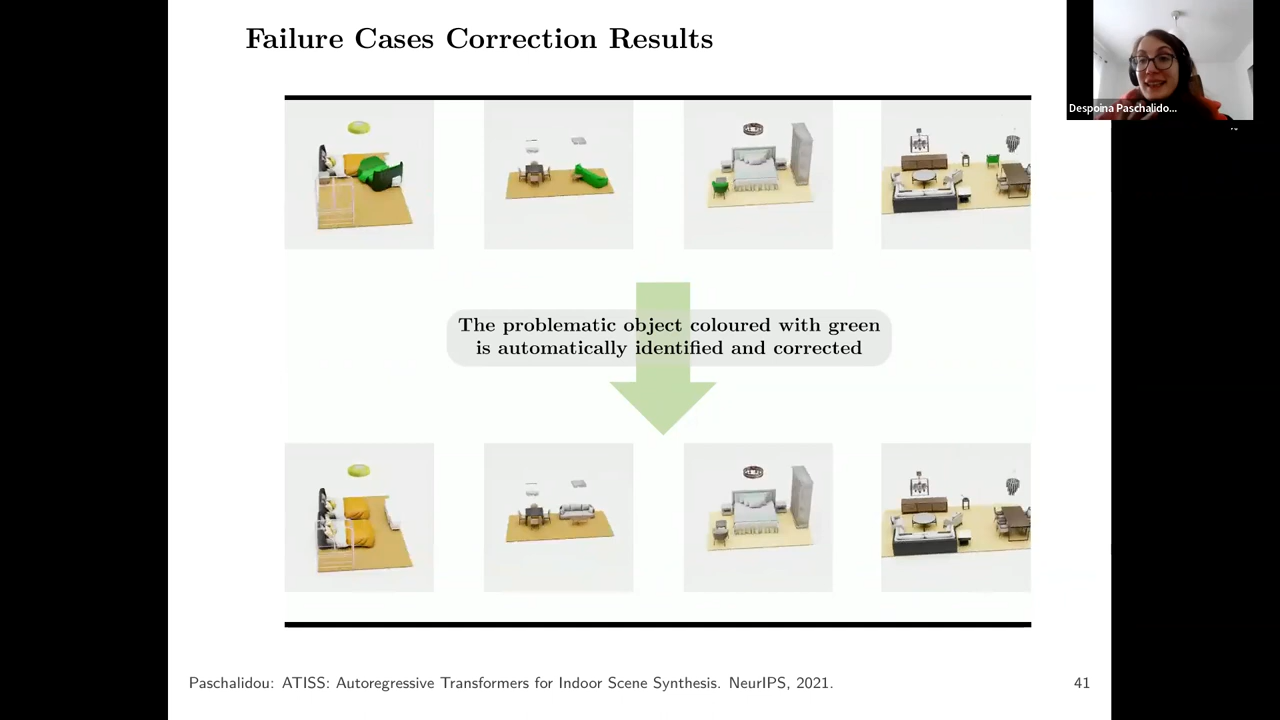 Failure Cases Correction Results
Despoina Paschalido...
The problematic object coloured with green
is automatically identified and corrected
Paschalidou: ATISS: Autoregressive Transformers for Indoor Scene Synthesis. NeurIPS, 2021.
41